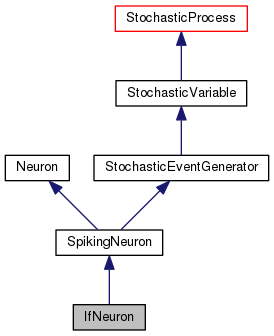 StochasticProcess
StochasticVariable
Neuron
StochasticEventGenerator
SpikingNeuron
IfNeuron